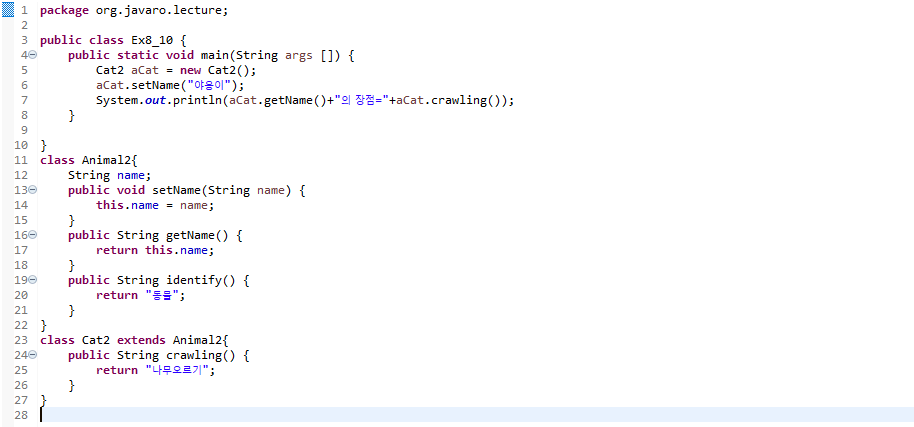 1 package org.javaro.lecture;
2
3 public class Ex8_10 {
4 public static void main(String args []) {
5 Cat2 aCat = new Cat2();
6 aCat.setName("야옹이");
7 System.out.println(aCat.getName()+"의 장점="+aCat.crawling());
8 }
9
10 }
11 class Animal2{
12 String name;
13 public void setName(String name) {
14 this.name = name;
15 }
16 public String getName() {
17 return this.name;
18 }
19 public String identify() {
20 return "동물";
21 }
22 }
23 class Cat2 extends Animal2{
24 public String crawling() {
25 return "나무오르기";
26 }
27 }
28